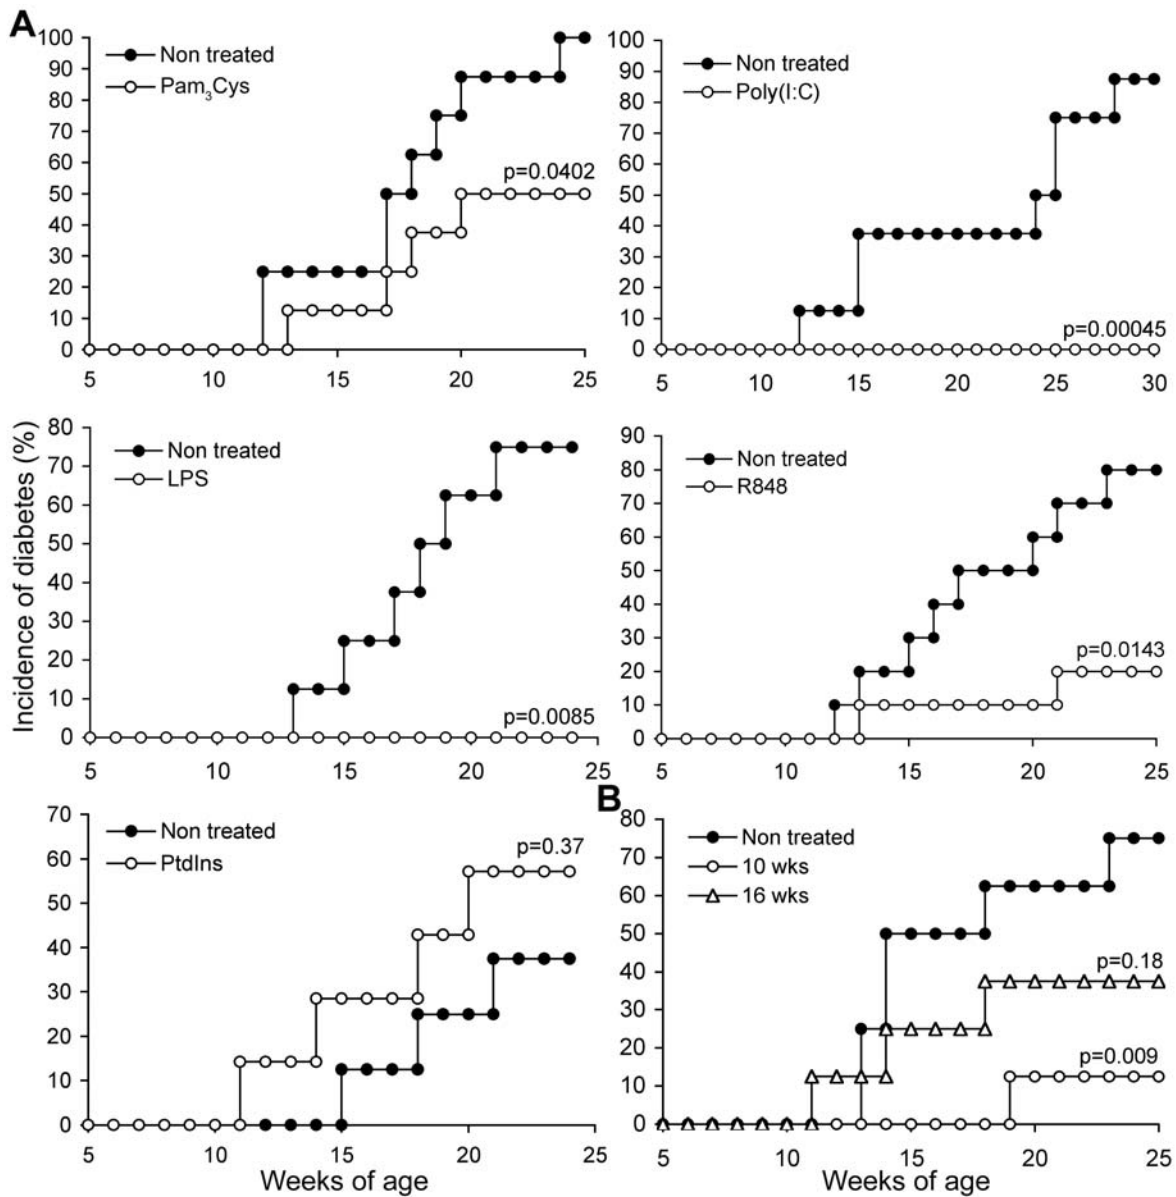 A
100
90
80
70
60
50
40
30
20
10
0
Non treated
Pam3Cys
p=0.0402
5 10 15 20 25
100
90
80
70
60
50
40
30
20
10
0
Non treated
Poly(I:C)
p=0.00045
5 10 15 20 25 30
Incidence of diabetes (%)
80
70
60
50
40
30
20
10
0
Non treated
LPS
p=0.0085
5 10 15 20 25
90
80
70
60
50
40
30
20
10
0
Non treated
R848
p=0.0143
5 10 15 20 25
70
60
50
40
30
20
10
0
Non treated
PtdIns
p=0.37
5 10 15 20 25
Weeks of age
B
80
70
60
50
40
30
20
10
0
Non treated
10 wks
16 wks
p=0.18
p=0.009
5 10 15 20 25
Weeks of age